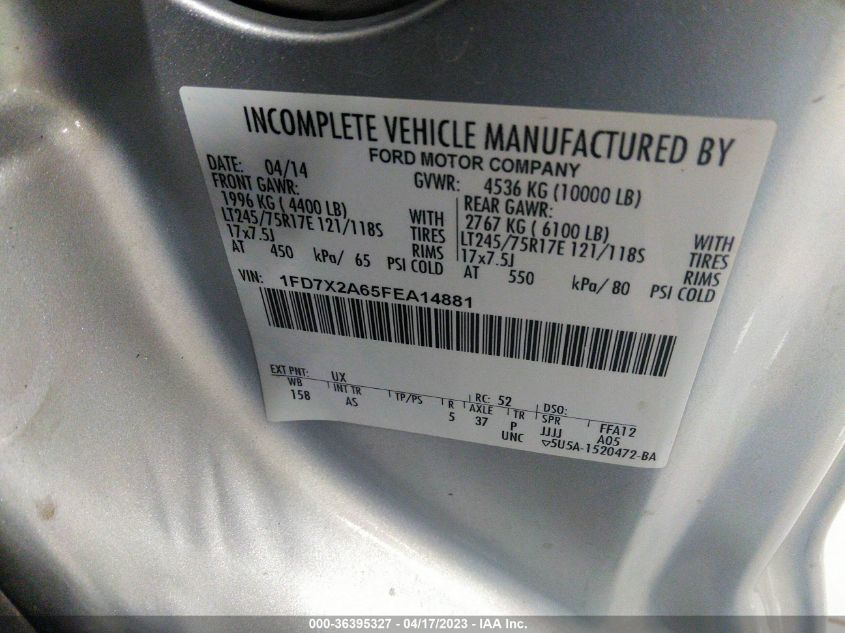 INCOMPLETE VEHICLE MANUFACTURED BY
FORD MOTOR COMPANY
DATE: 04/14 GVWR: 4536 KG (10000 LB)
FRONT GAWR: REAR GAWR:
1996 KG ( 4400 LB) WITH 2767 KG ( 6100 LB) WITH
LT245/75R17E 121/118S TIRES LT245/75R17E 121/118S TIRES
17x7.5J RIMS 17x7.5J RIMS
AT 450 kPa/ 65 PSI COLD AT 550 kPa/ 80 PSI COLD
VIN: 1FD7X2A65FEA14881
EXT PNT: UX RC: 52 DSO:
WB INT TR TP/PS R AXLE TR SPR FFA12
158 AS 5 37 P JJJJ A05
UNC ▽5U5A-1520472-BA
000-36395327 - 04/17/2023 - IAA Inc.